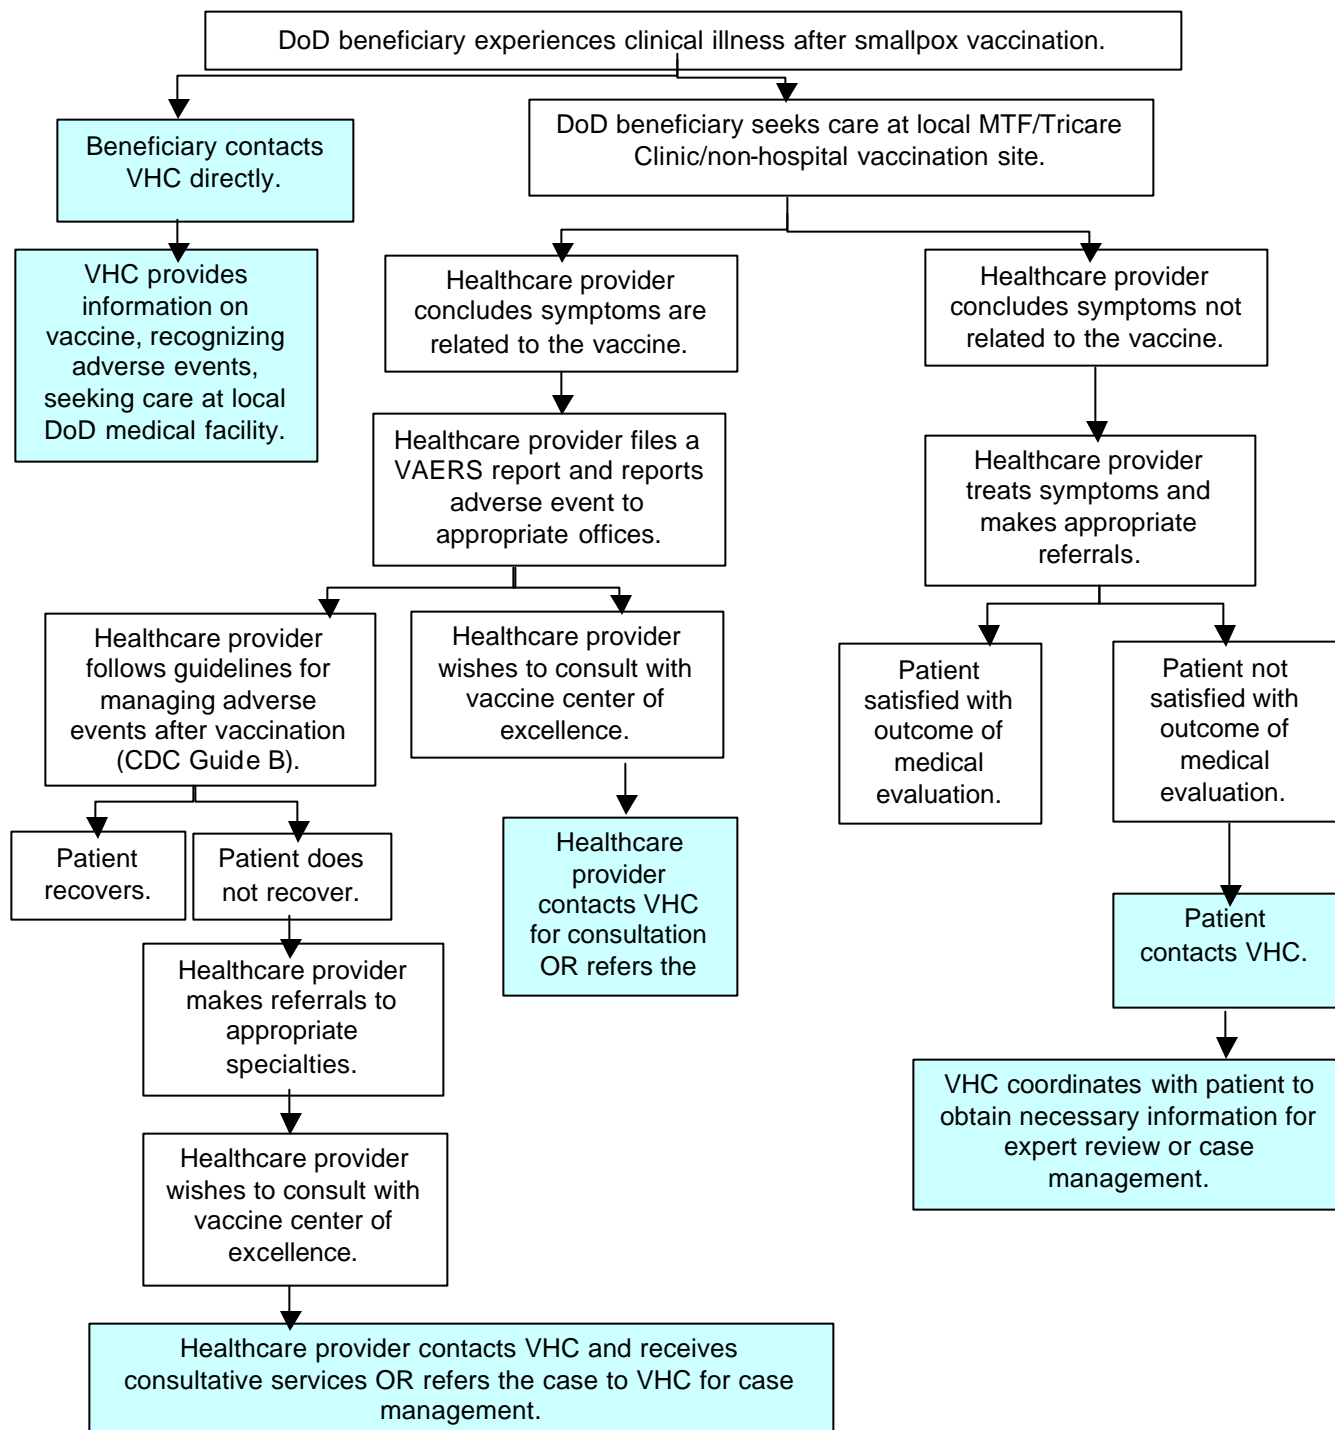 DoD beneficiary experiences clinical illness after smallpox vaccination.
Beneficiary contacts
VHC directly.
DoD beneficiary seeks care at local MTF/Tricare
Clinic/non-hospital vaccination site.
VHC provides
information on
vaccine, recognizing
adverse events,
seeking care at local
DoD medical facility.
Healthcare provider
concludes symptoms are
related to the vaccine.
Healthcare provider
concludes symptoms not
related to the vaccine.
Healthcare provider files a
VAERS report and reports
adverse event to
appropriate offices.
Healthcare provider
treats symptoms and
makes appropriate
referrals.
Healthcare provider
follows guidelines for
managing adverse
events after vaccination
(CDC Guide B).
Healthcare provider
wishes to consult with
vaccine center of
excellence.
Patient
satisfied with
outcome of
medical
evaluation.
Patient not
satisfied with
outcome of
medical
evaluation.
Patient
recovers.
Patient does
not recover.
Healthcare
provider
contacts VHC
for consultation
OR refers the
Patient
contacts VHC.
Healthcare provider
makes referrals to
appropriate
specialties.
VHC coordinates with patient to
obtain necessary information for
expert review or case
management.
Healthcare provider
wishes to consult with
vaccine center of
excellence.
Healthcare provider contacts VHC and receives
consultative services OR refers the case to VHC for case
management.